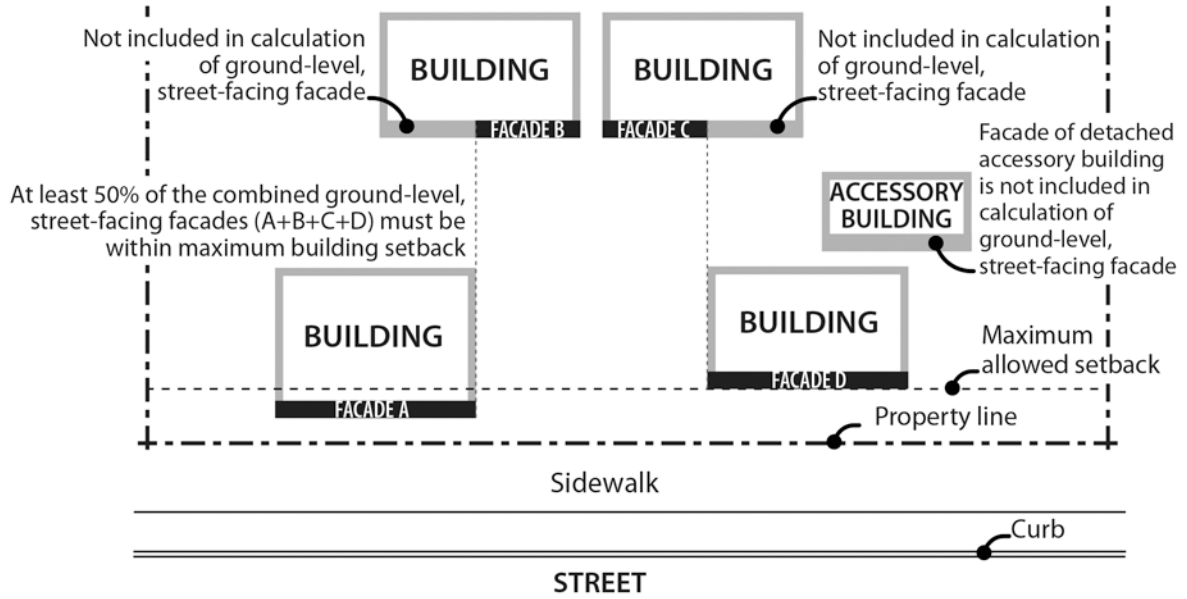 Not included in calculation
of ground-level,
street-facing facade
BUILDING
FACADE B
BUILDING
FACADE C
Not included in calculation
of ground-level,
street-facing facade
Facade of detached
accessory building
is not included in
calculation of
ground-level,
street-facing facade
ACCESSORY
BUILDING
At least 50% of the combined ground-level,
street-facing facades (A+B+C+D) must be
within maximum building setback
BUILDING
FACADE A
BUILDING
FACADE D
Maximum
allowed setback
Property line
Sidewalk
Curb
STREET